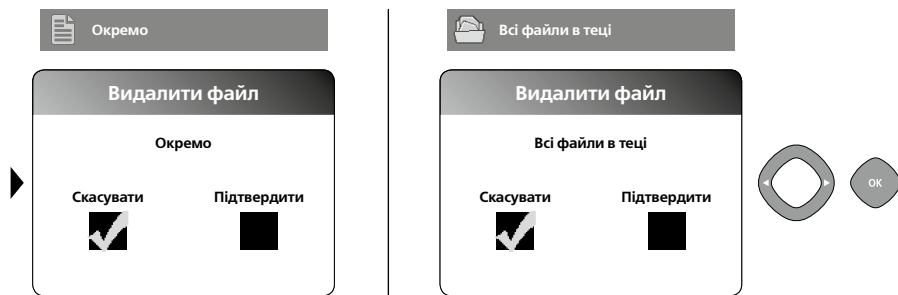 Окремо
Видалити файл
Окремо
Скасувати Підтвердити
Всі файли в теці
Видалити файл
Всі файли в теці
Скасувати Підтвердити
OK